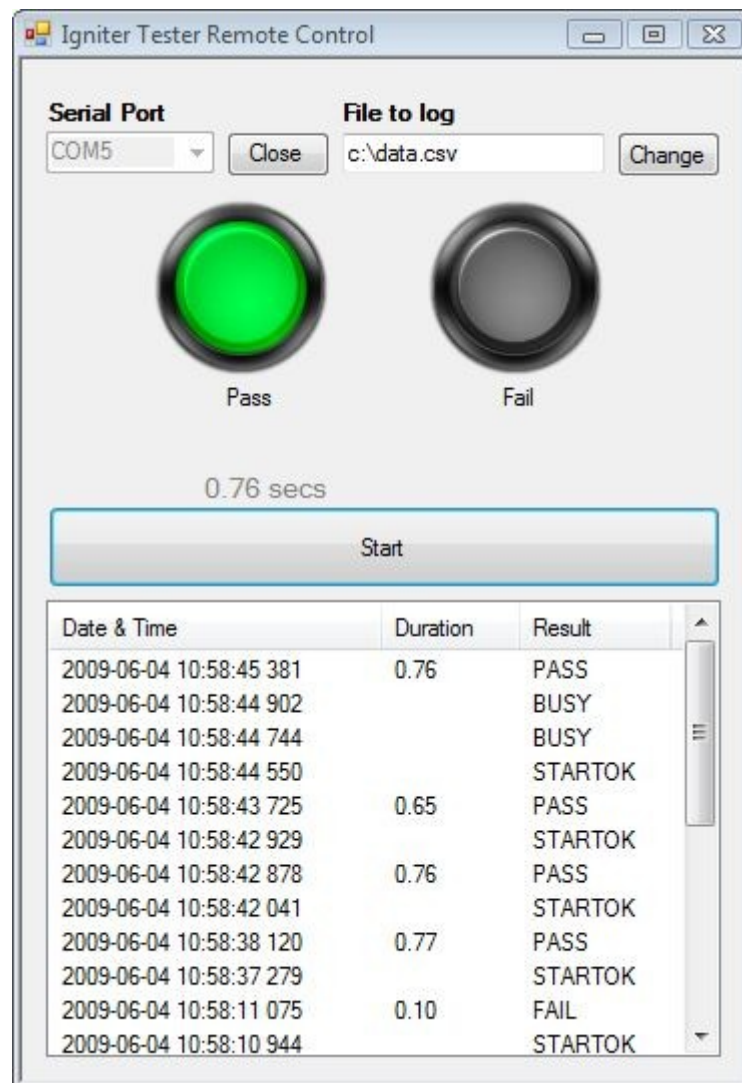 Igniter Tester Remote Control
Serial Port File to log
COM5 Close c:\data.csv Change
Pass Fail
0.76 secs
Start
Date & Time Duration Result
2009-06-04 10:58:45 381 0.76 PASS
2009-06-04 10:58:44 902 BUSY
2009-06-04 10:58:44 744 BUSY
2009-06-04 10:58:44 550 STARTOK
2009-06-04 10:58:43 725 0.65 PASS
2009-06-04 10:58:42 929 STARTOK
2009-06-04 10:58:42 878 0.76 PASS
2009-06-04 10:58:42 041 STARTOK
2009-06-04 10:58:38 120 0.77 PASS
2009-06-04 10:58:37 279 STARTOK
2009-06-04 10:58:11 075 0.10 FAIL
2009-06-04 10:58:10 944 STARTOK